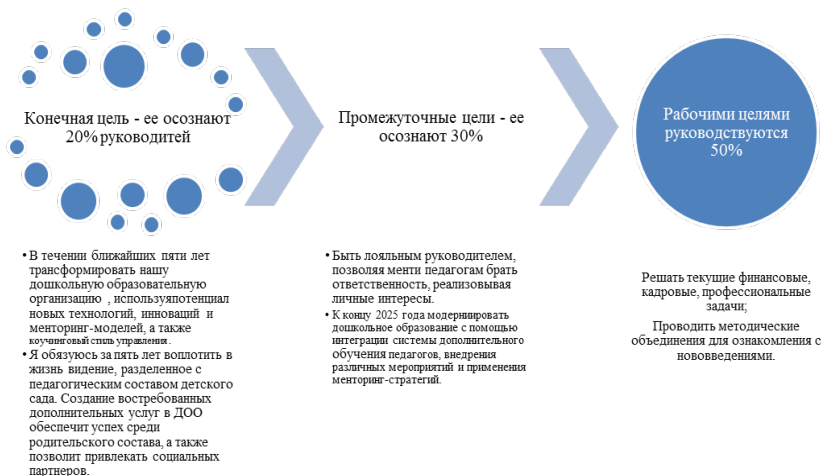 Конечная цель - ее осознают
20% руководитей
Промежуточные цели - ее
осознают 30%
Рабочими целями
руководствуются
50%
• В течении ближайших пяти лет
трансформировать нашу
дошкольную образовательную
организацию , используяпотенциал
новых технологий, инноваций и
менторинг-моделей, а также
коучинговый стиль управления.
• Я обязуюсь за пять лет воплотить в
жизнь видение, разделенное с
педагогическим составом детского
сада. Создание востребованных
дополнительных услуг в ДОО
обеспечит успех среди
родительского состава, а также
позволит привлекать социальных
партнеров.
• Быть лояльным руководителем,
позволяя менти педагогам брать
ответственность, реализовывая
личные интересы.
• К концу 2025 года модерниировать
дошкольное образование с помощью
интеграции системы дополнительного
обучения педагогов, внедрения
различных мероприятий и применения
менторинг-стратегий.
Решать текущие финансовые,
кадровые, профессиональные
задачи;
Проводить методические
объединения для ознакомления с
нововведениями.